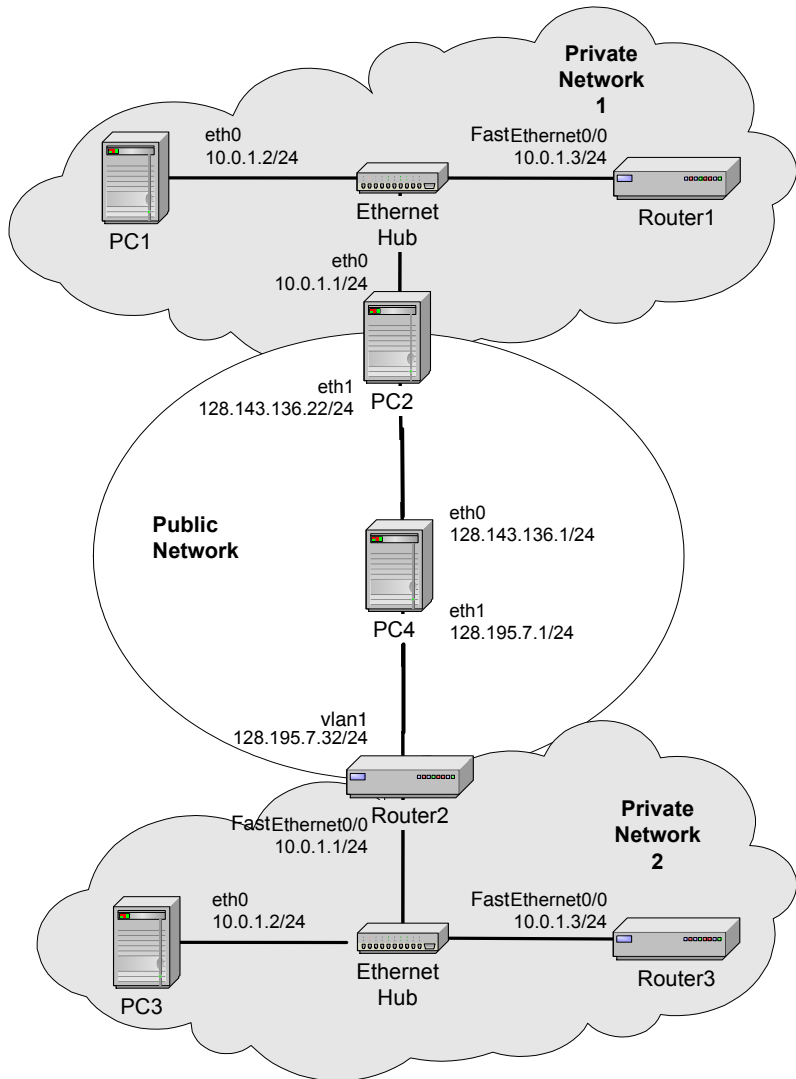 Private
Network
1
eth0
10.0.1.2/24
FastEthernet0/0
10.0.1.3/24
PC1
Ethernet
Hub
Router1
eth0
10.0.1.1/24
eth1
128.143.136.22/24
PC2
Public
Network
eth0
128.143.136.1/24
PC4
eth1
128.195.7.1/24
vlan1
128.195.7.32/24
Router2
FastEthernet0/0
10.0.1.1/24
Private
Network
2
eth0
10.0.1.2/24
FastEthernet0/0
10.0.1.3/24
PC3
Ethernet
Hub
Router3